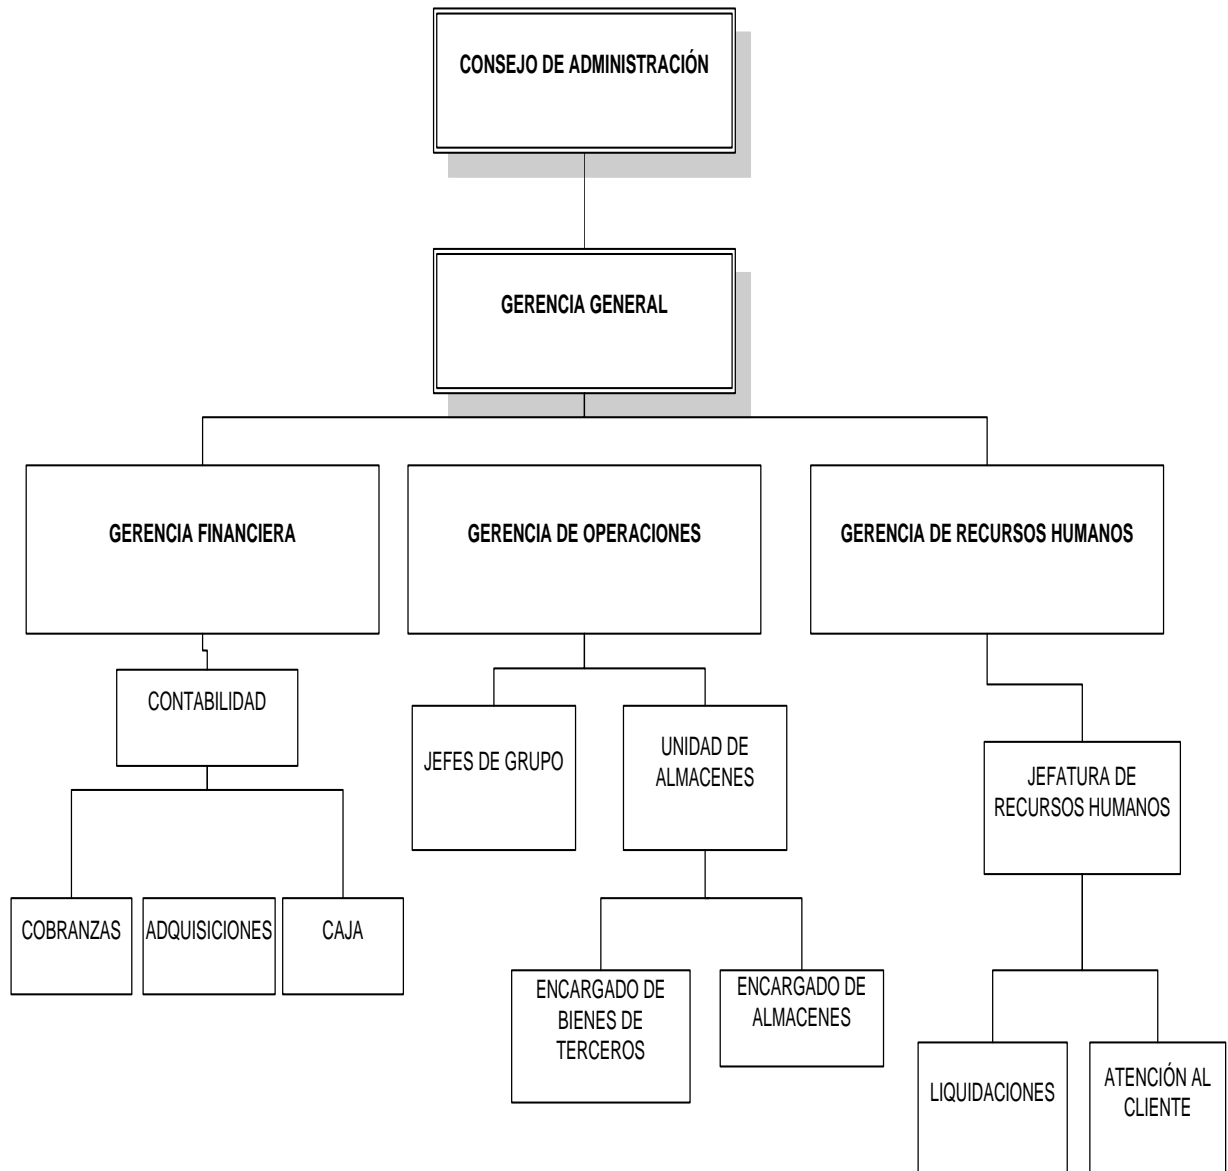 CONSEJO DE ADMINISTRACIÓN
GERENCIA GENERAL
GERENCIA FINANCIERA
GERENCIA DE OPERACIONES
GERENCIA DE RECURSOS HUMANOS
CONTABILIDAD
JEFES DE GRUPO
UNIDAD DE
ALMACENES
JEFATURA DE
RECURSOS HUMANOS
COBRANZAS
ADQUISICIONES
CAJA
ENCARGADO DE
BIENES DE
TERCEROS
ENCARGADO DE
ALMACENES
LIQUIDACIONES
ATENCIÓN AL
CLIENTE